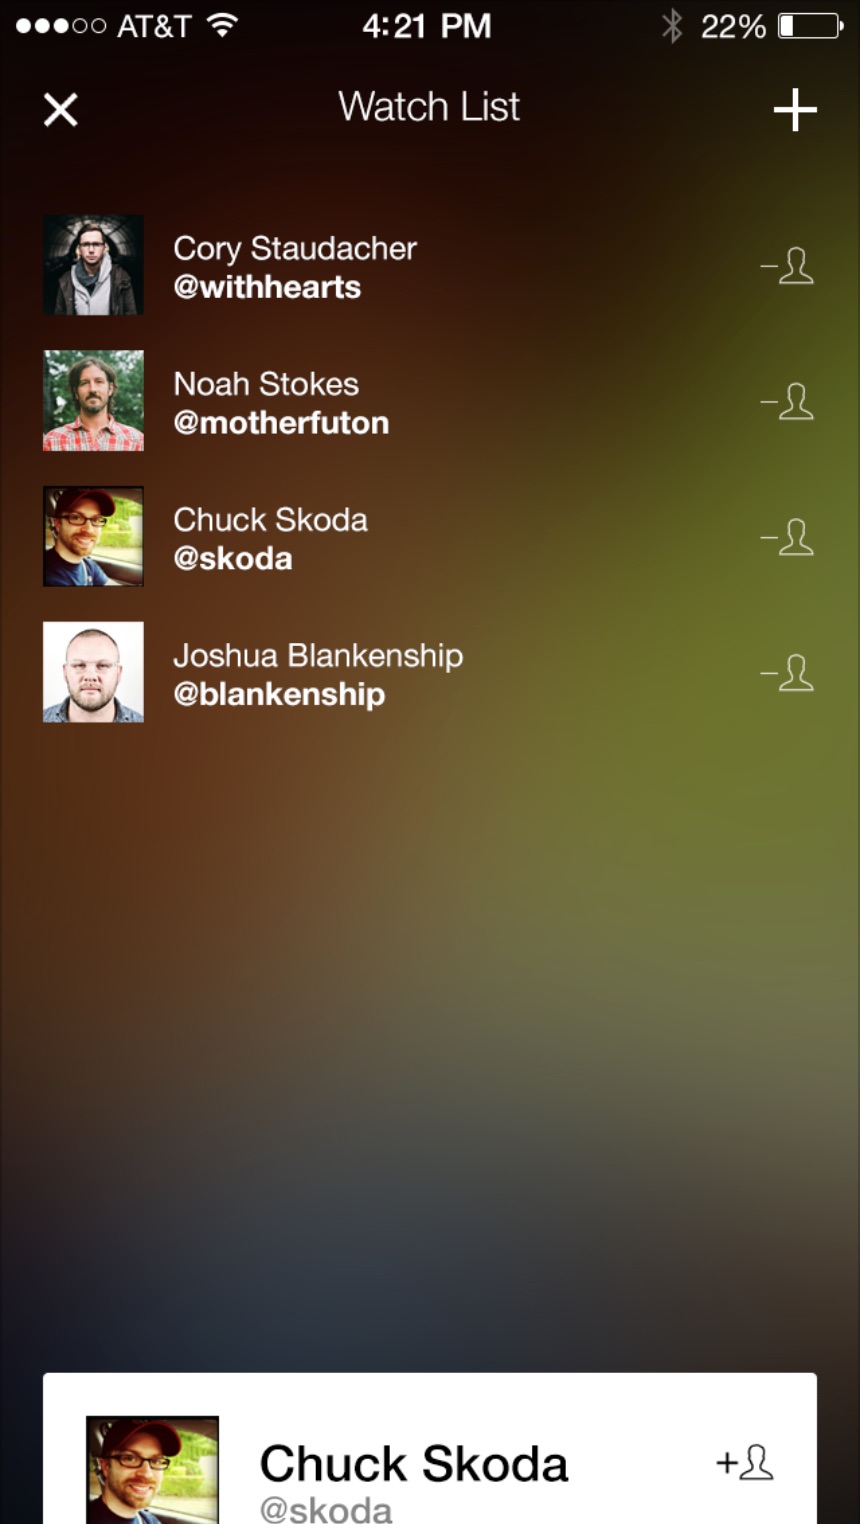 AT&T 4:21 PM 22%
Watch List
Cory Staudacher
@withhearts
Noah Stokes
@motherfuton
Chuck Skoda
@skoda
Joshua Blankenship
@blankenship
Chuck Skoda
@skoda